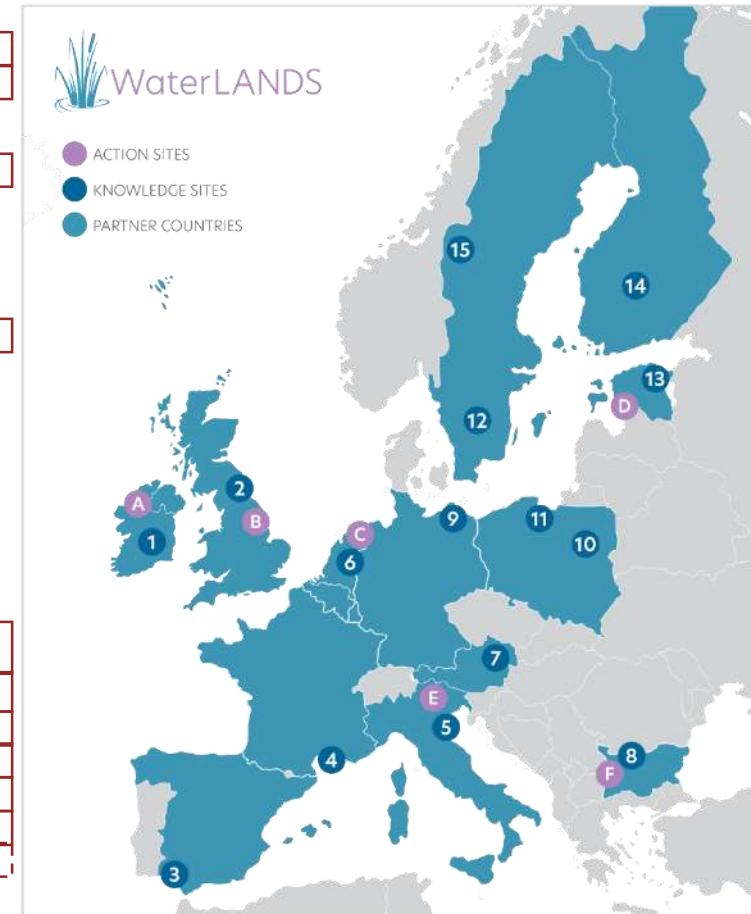 WaterLANDS
ACTION SITES
KNOWLEDGE SITES
PARTNER COUNTRIES
15
14
13
D
12
2
A
B
9
11
C
1
10
6
7
E
5
8
4
F
3